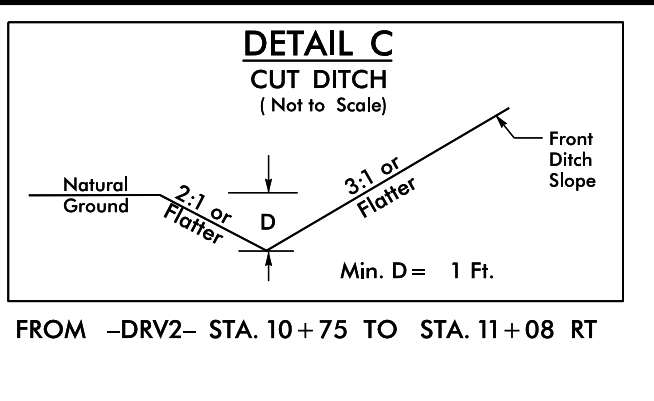 DETAIL C
CUT DITCH
( Not to Scale)
Natural
Ground
2:1 or
Flatter
D
3:1 or
Flatter
Front
Ditch
Slope
Min. D= 1 Ft.
FROM -DRV2- STA. 10+75 TO STA. 11+08 RT